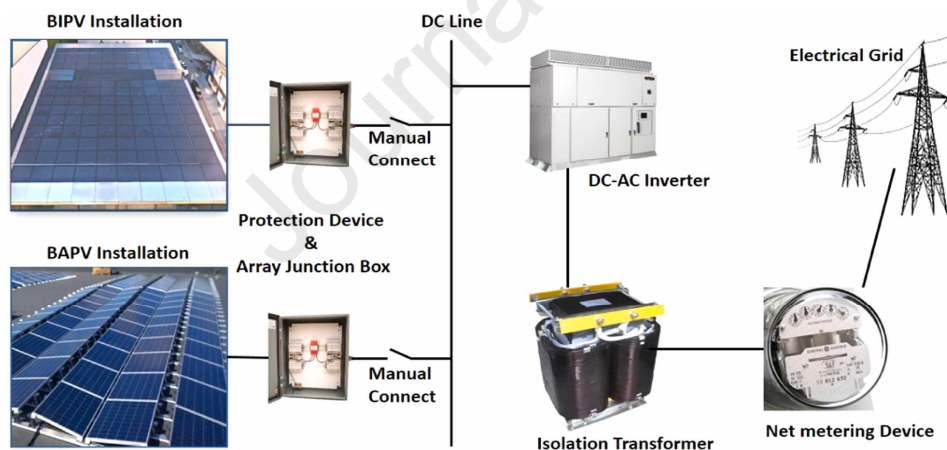 BIPV Installation
DC Line
Electrical Grid
Manual
Connect
DC-AC Inverter
Protection Device
&
Array Junction Box
BAPV Installation
Manual
Connect
Isolation Transformer
Net metering Device
Journa